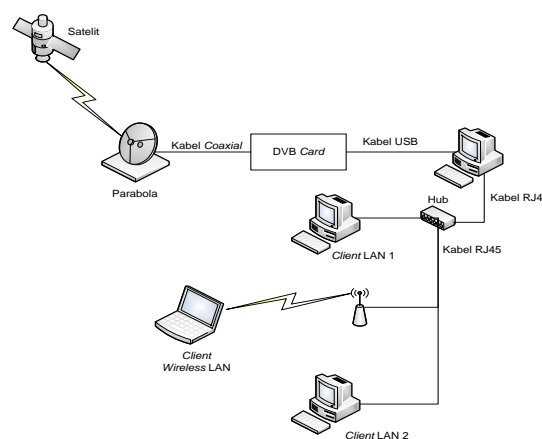 Satelit
Kabel Coaxial
DVB Card
Kabel USB
Parabola
Hub
Kabel RJ4
Client LAN 1
Kabel RJ45
Client
Wireless LAN
Client LAN 2